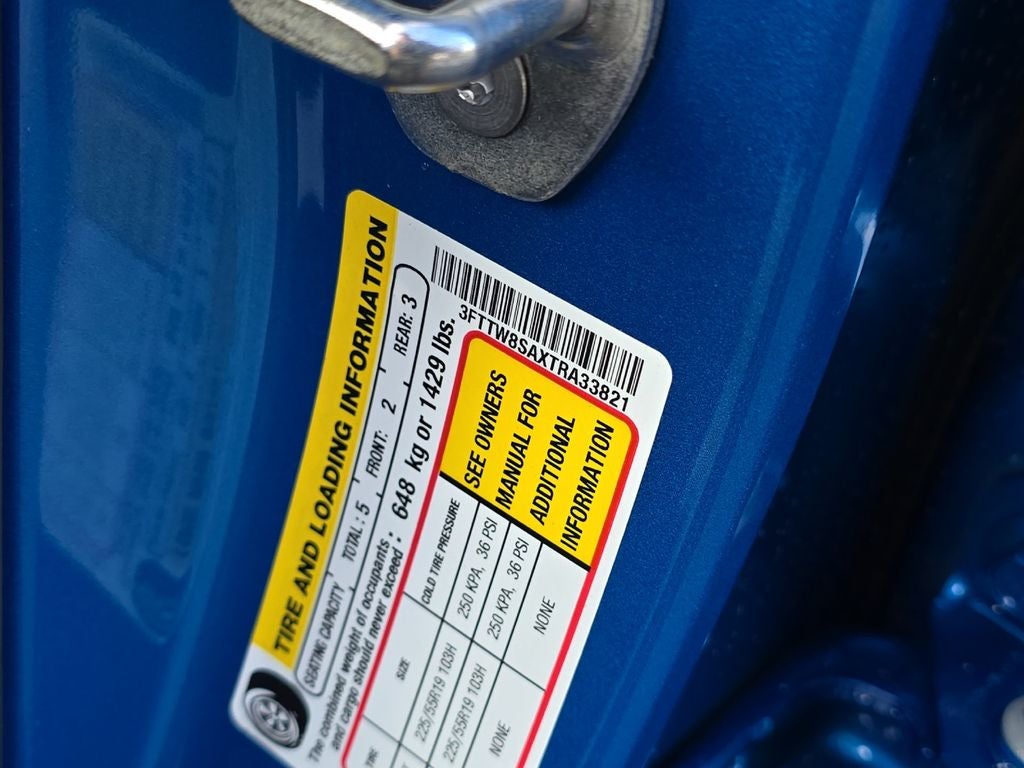 TIRE AND LOADING INFORMATION
SEATING CAPACITY TOTAL: 5 FRONT: 2 REAR: 3
The combined weight of occupants
and cargo should never exceed: 648 kg or 1429 lbs.
3FTTW8SAXTRA33821
SIZE COLD TIRE PRESSURE
225/55R19 103H 250 KPA, 36 PSI
225/55R19 103H 250 KPA, 36 PSI
NONE NONE
SEE OWNERS
MANUAL FOR
ADDITIONAL
INFORMATION